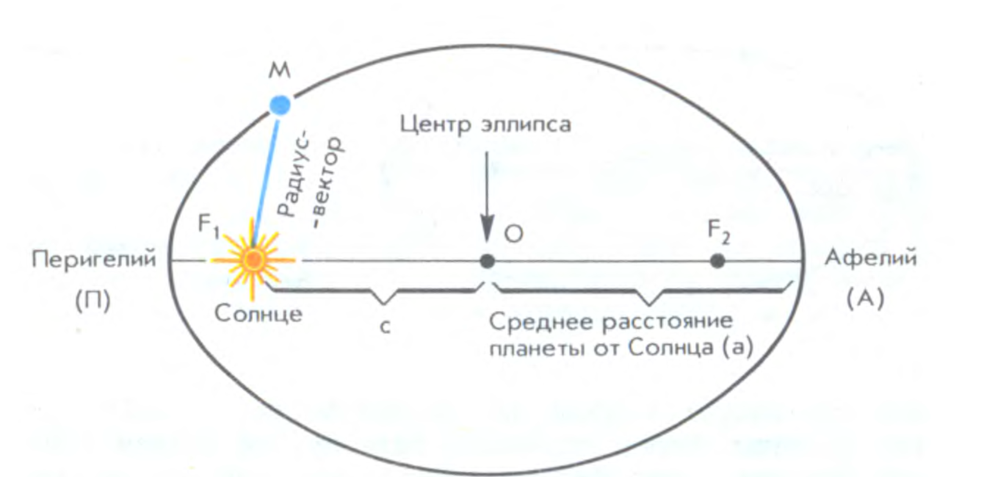 M
Центр эллипса
Радиус-
-вектор
F₁
O
F₂
Перигелий
(П)
Афелий
(А)
Солнце
c
Среднее расстояние
планеты от Солнца (а)